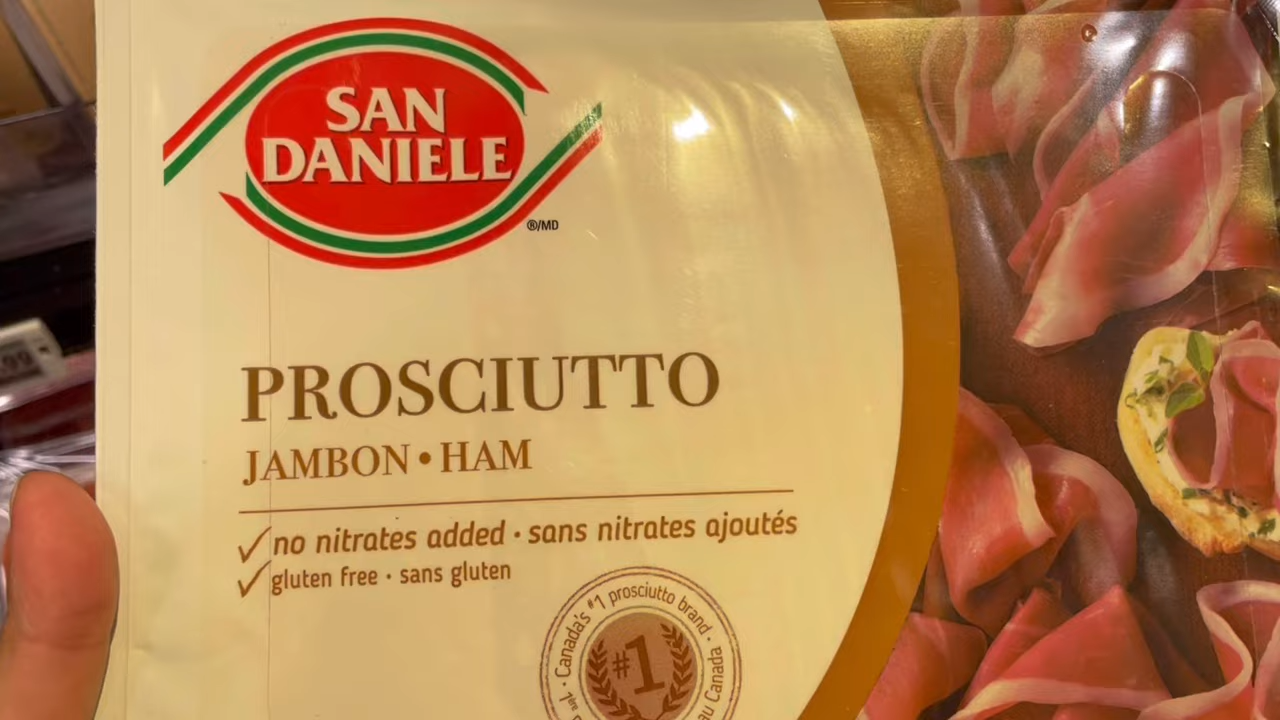 SAN
DANIELE
®/MD
PROSCIUTTO
JAMBON • HAM
✓ no nitrates added · sans nitrates ajoutés
✓ gluten free · sans gluten
· Canada's #1 prosciutto brand ·
#1
au Canada
.99